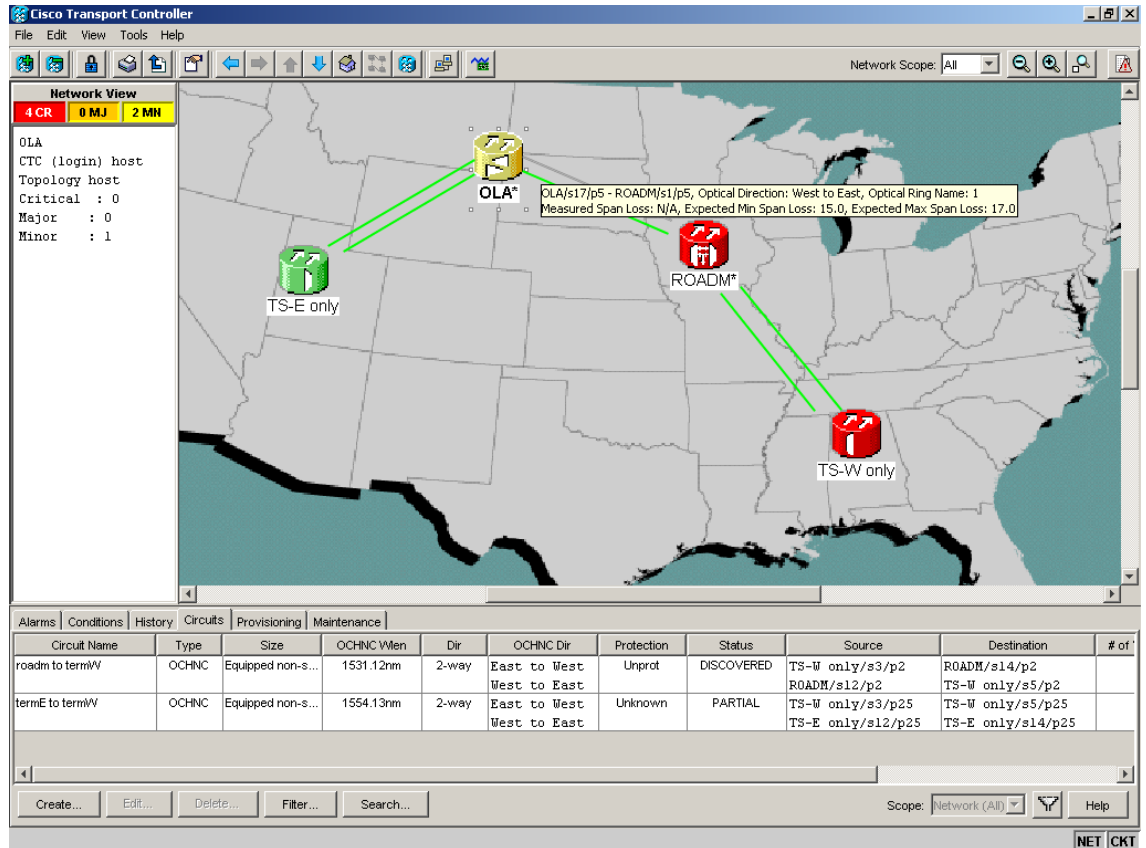 Cisco Transport Controller
File Edit View Tools Help
Network Scope: All
Network View
4 CR 0 MJ 2 MN
OLA
CTC (login) host
Topology host
Critical : 0
Major : 0
Minor : 1
OLA*
OLA/s17/p5 - ROADM/s1/p5, Optical Direction: West to East, Optical Ring Name: 1
Measured Span Loss: N/A, Expected Min Span Loss: 15.0, Expected Max Span Loss: 17.0
ROADM*
TS-E only
TS-W only
Alarms Conditions History Circuits Provisioning Maintenance
Circuit Name Type Size OCHNC Wlen Dir OCHNC Dir Protection Status Source Destination # of
roadm to termW OCHNC Equipped non-s... 1531.12nm 2-way East to West Unprot DISCOVERED TS-W only/s3/p2 ROADM/s14/p2
West to East ROADM/s12/p2 TS-W only/s5/p2
termE to termW OCHNC Equipped non-s... 1554.13nm 2-way East to West Unknown PARTIAL TS-W only/s3/p25 TS-W only/s5/p25
West to East TS-E only/s12/p25 TS-E only/s14/p25
Create... Edit... Delete... Filter... Search... Scope: Network (All) Help
NET CKT